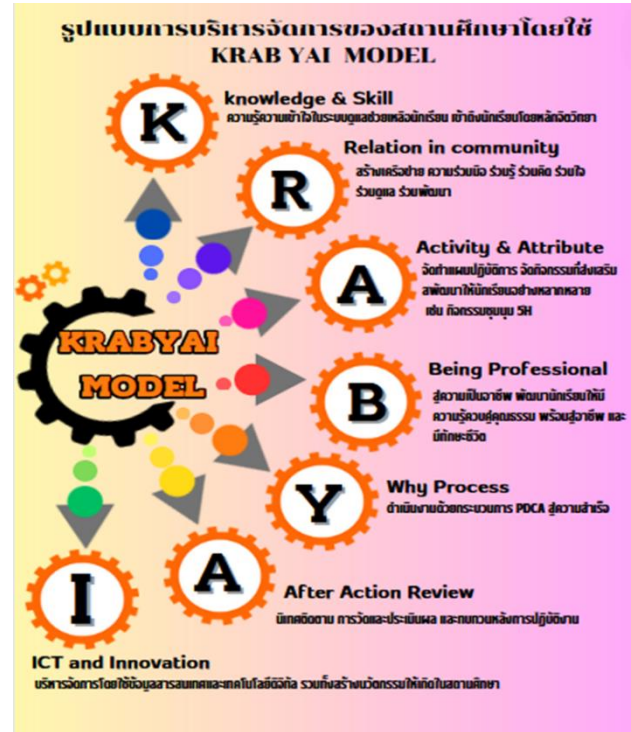 รูปแบบการบริหารจัดการของสถานศึกษาโดยใช้
KRAB YAI MODEL
K
knowledge & Skill
ความรู้ความเข้าใจในระบบดูแลช่วยเหลือนักเรียน เข้าถึงนักเรียนโดยหลักจิตวิทยา
R
Relation in community
สร้างเครือข่าย ความร่วมมือ ร่วมรู้ ร่วมคิด ร่วมใจ
ร่วมดูแล ร่วมพัฒนา
A
Activity & Attribute
จัดทำแผนปฏิบัติการ จัดกิจกรรมที่ส่งเสริม
สพัฒนาให้นักเรียนอย่างหลากหลาย
เช่น กิจกรรมชุมนุม 5H
KRABYAI
MODEL
B
Being Professional
สู่ความเป็นอาชีพ พัฒนานักเรียนให้มี
ความรู้ควบคู่คุณธรรม พร้อมสู่อาชีพ และ
มีทักษะชีวิต
Y
Why Process
ดำเนินงานด้วยกระบวนการ PDCA สู่ความสำเร็จ
A
After Action Review
นิเทศติดตาม การวัดและประเมินผล และทบทวนหลังการปฏิบัติงาน
I
ICT and Innovation
บริหารจัดการโดยใช้ข้อมูลสารสนเทศและเทคโนโลยีดิจิทัล รวมทั้งสร้างนวัตกรรมให้เกิดในสถานศึกษา